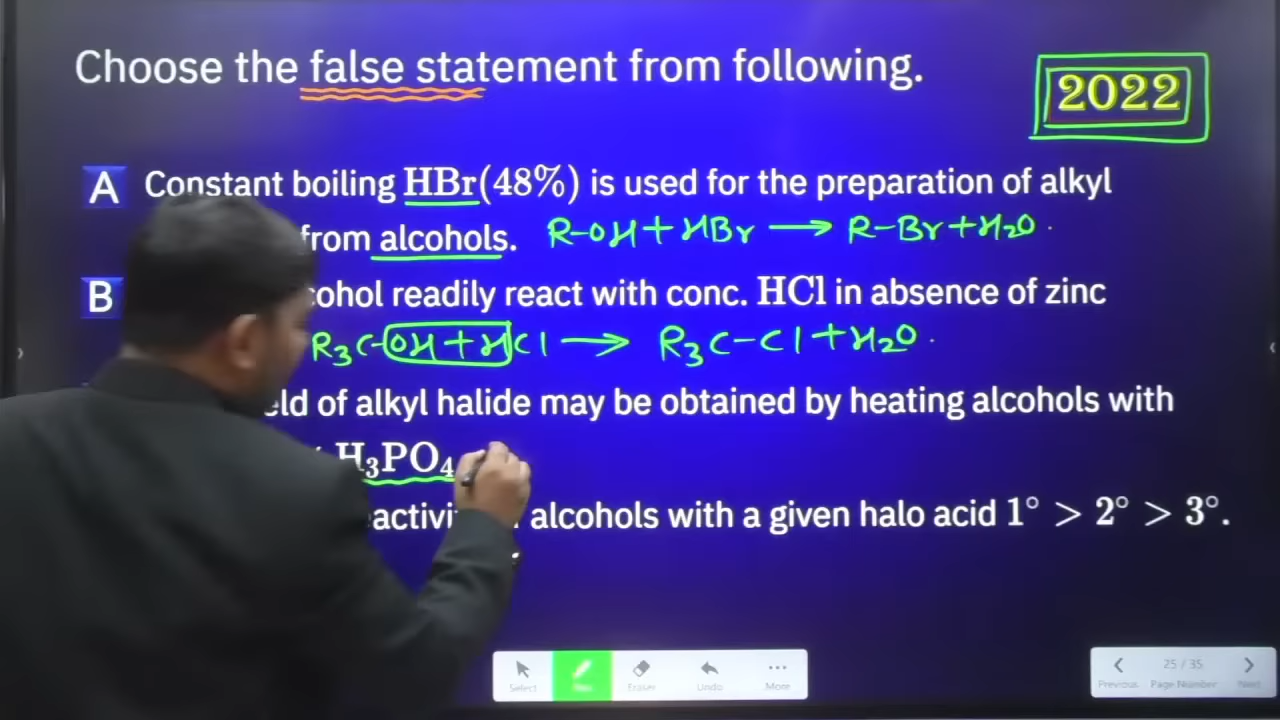 Choose the false statement from following.
2022
A Constant boiling HBr(48%) is used for the preparation of alkyl
from alcohols. R-OH + HBr → R-Br + H2O.
B cohol readily react with conc. HCl in absence of zinc
R3C-OH + HCl → R3C-Cl + H2O.
eld of alkyl halide may be obtained by heating alcohols with
H3PO4
eactivi alcohols with a given halo acid 1° > 2° > 3°.
Select Pen Eraser Undo More
25 / 35
Previous Page Number Next